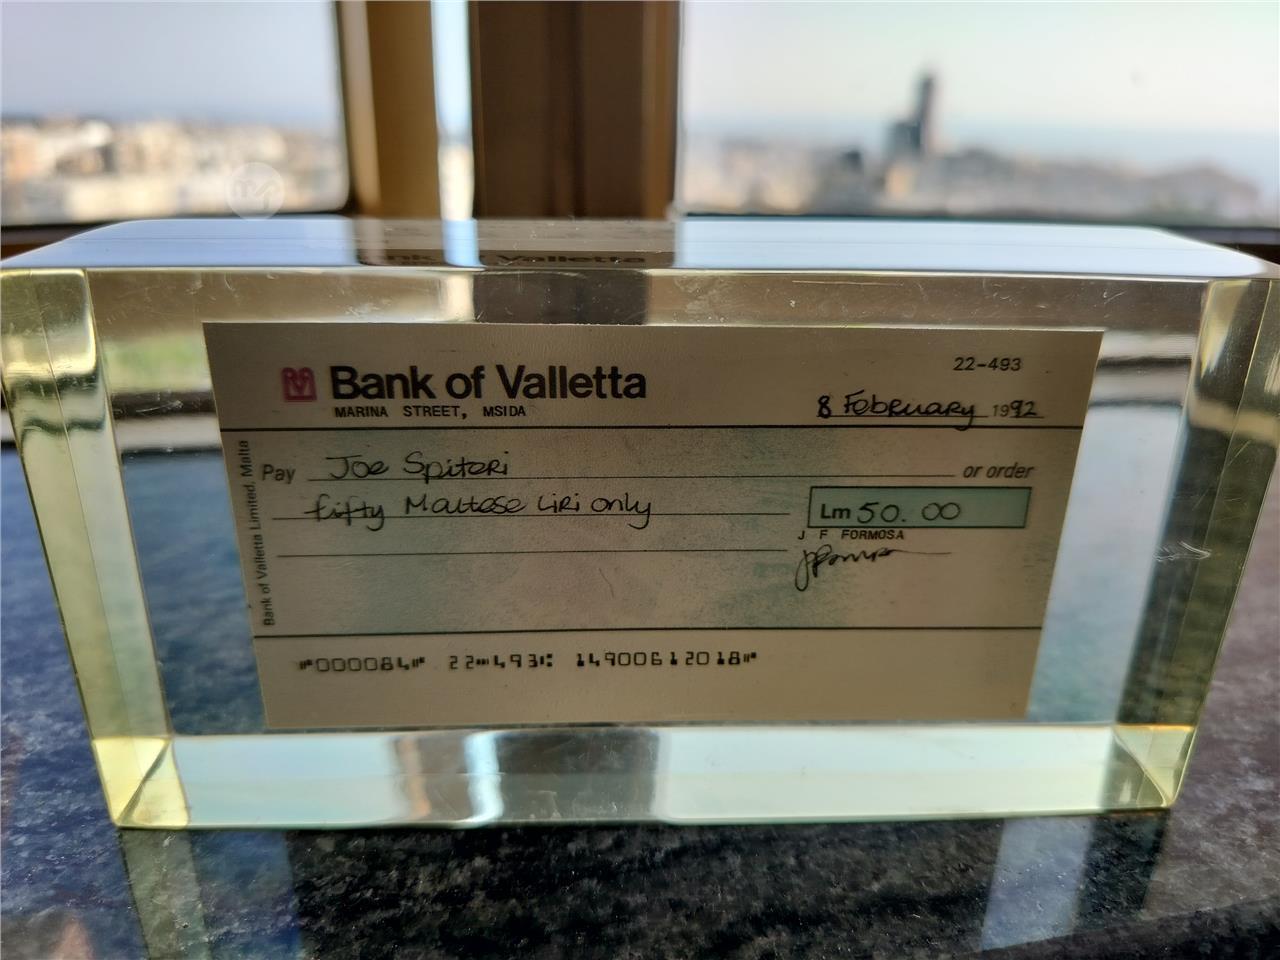 Bank of Valletta
MARINA STREET, MSIDA
22-493
8 February 1992
Bank of Valletta Limited, Malta
Pay Joe Spiteri or order
fifty Maltese Liri only
Lm 50.00
J F FORMOSA
⑈000084⑈ 22⑉493⑆ 14900612018⑈